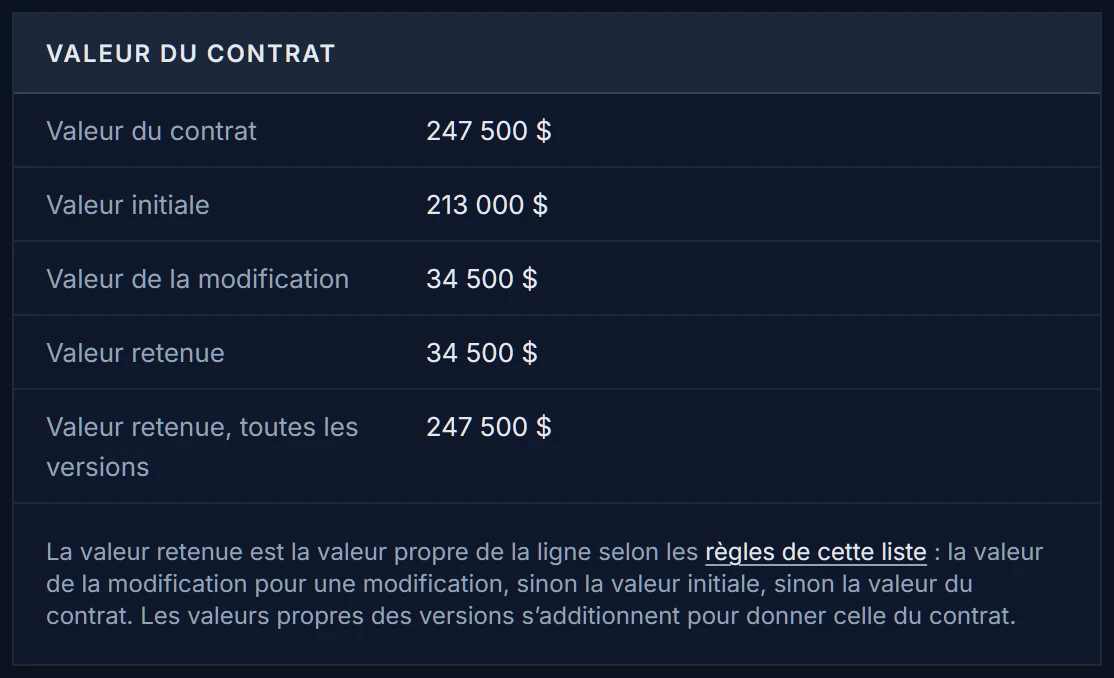 VALEUR DU CONTRAT
Valeur du contrat 247 500 $
Valeur initiale 213 000 $
Valeur de la modification 34 500 $
Valeur retenue 34 500 $
Valeur retenue, toutes les 247 500 $
versions
La valeur retenue est la valeur propre de la ligne selon les règles de cette liste : la valeur
de la modification pour une modification, sinon la valeur initiale, sinon la valeur du
contrat. Les valeurs propres des versions s’additionnent pour donner celle du contrat.